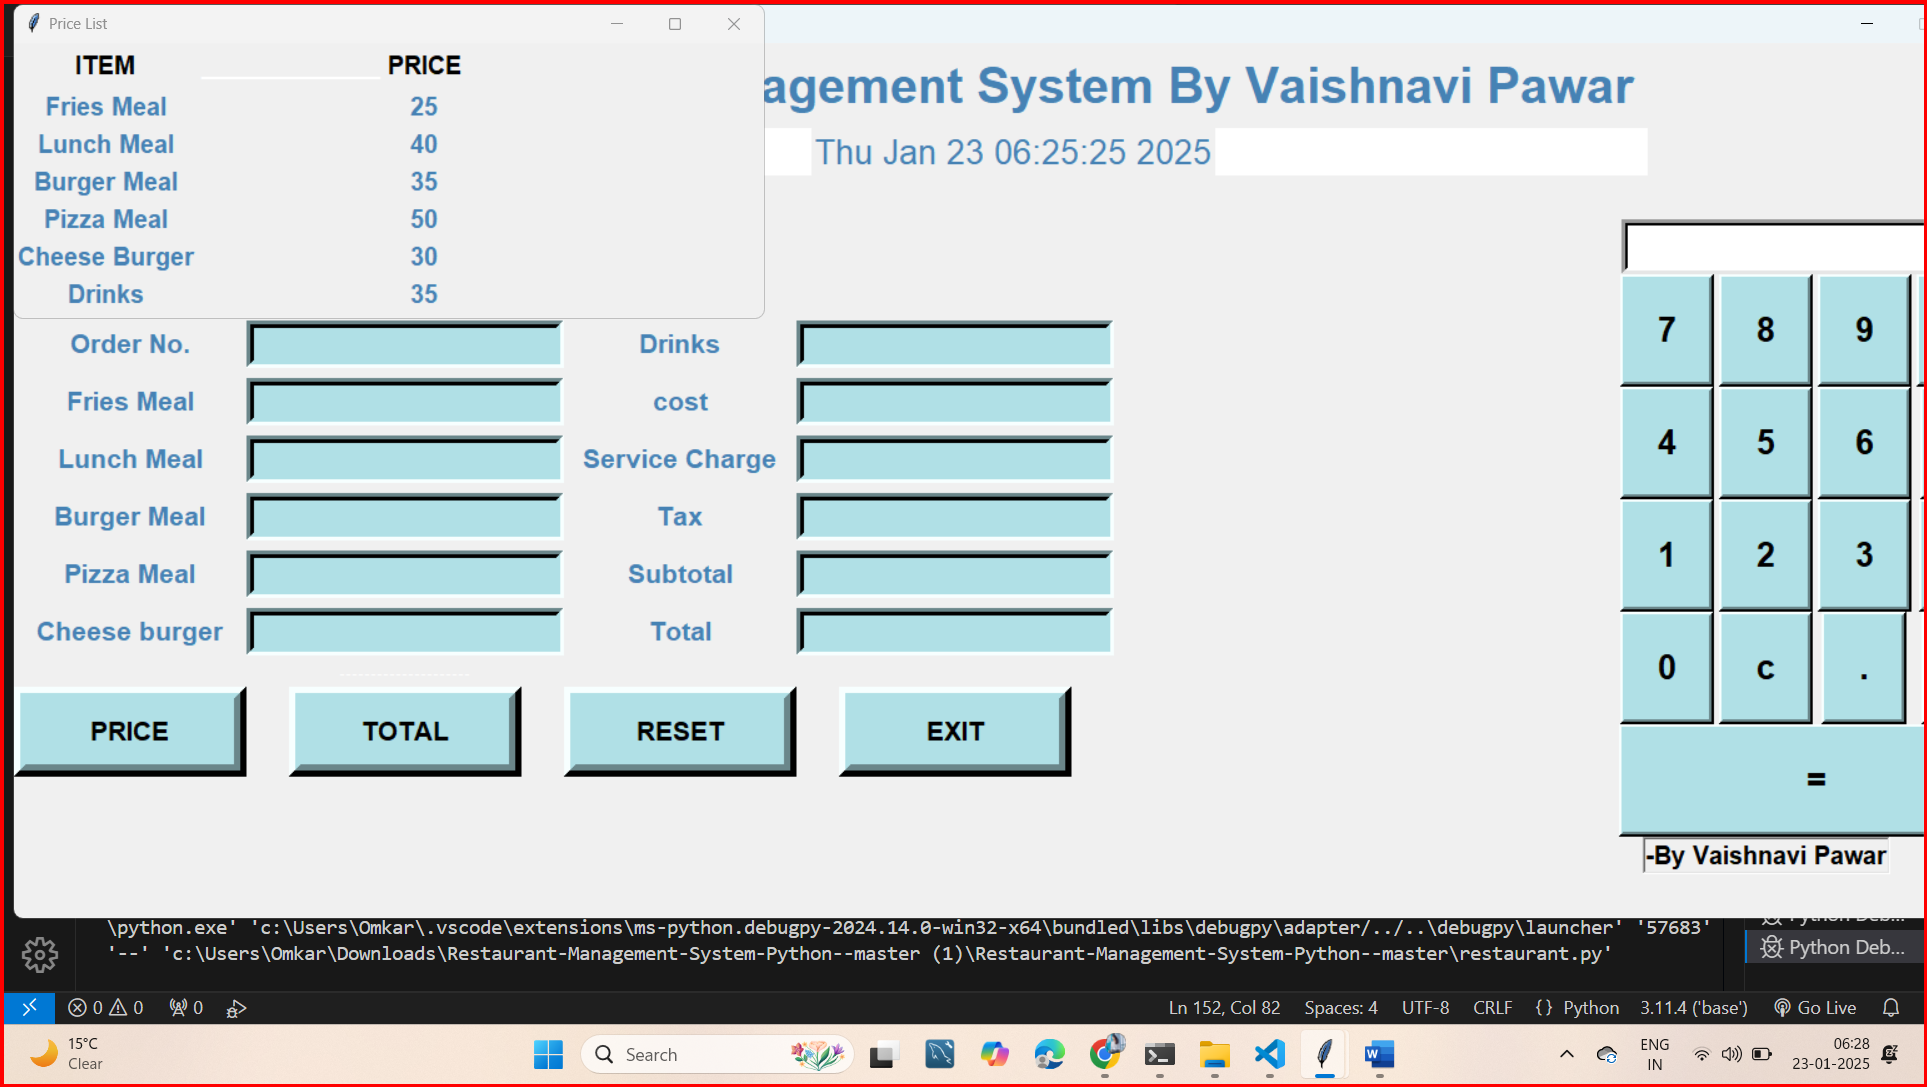 Price List
ITEM PRICE
Fries Meal 25
Lunch Meal 40
Burger Meal 35
Pizza Meal 50
Cheese Burger 30
Drinks 35
agement System By Vaishnavi Pawar
Thu Jan 23 06:25:25 2025
Order No. Drinks
Fries Meal cost
Lunch Meal Service Charge
Burger Meal Tax
Pizza Meal Subtotal
Cheese burger Total
PRICE TOTAL RESET EXIT
7 8 9
4 5 6
1 2 3
0 c .
=
-By Vaishnavi Pawar
\python.exe' 'c:\Users\Omkar\.vscode\extensions\ms-python.debugpy-2024.14.0-win32-x64\bundled\libs\debugpy\adapter/../..\debugpy\launcher' '57683'
'--' 'c:\Users\Omkar\Downloads\Restaurant-Management-System-Python--master (1)\Restaurant-Management-System-Python--master\restaurant.py'
Python Deb...
Python Deb...
0 0 0 Ln 152, Col 82 Spaces: 4 UTF-8 CRLF {} Python 3.11.4 ('base') Go Live
15°C
Clear
Search
ENG
IN
06:28
23-01-2025